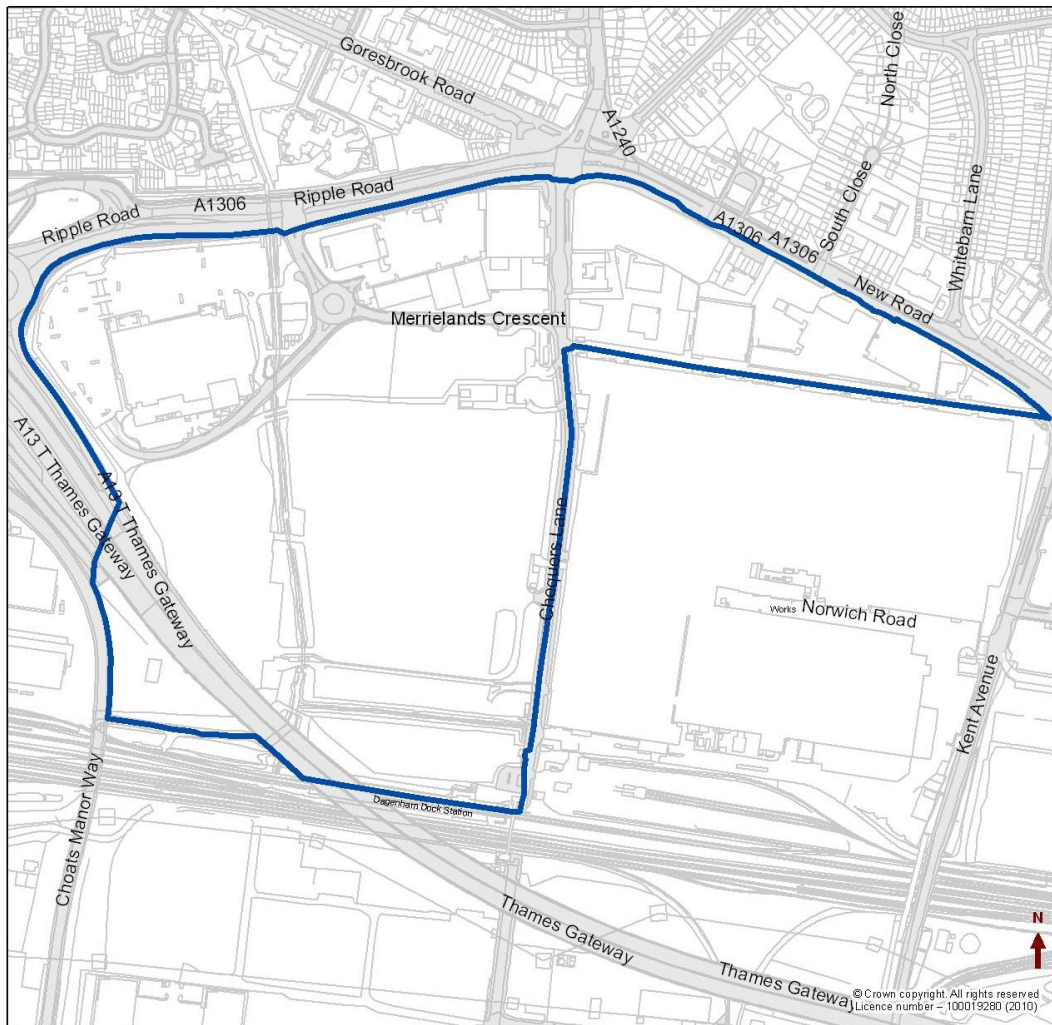 Goresbrook Road
North Close
A1240
Ripple Road
A1306
Ripple Road
South Close
Whitebarn Lane
A1306
A1306
New Road
Merrielands Crescent
A13 T Thames Gateway
A13 T Thames Gateway
Chequers Lane
Works
Norwich Road
Kent Avenue
Choats Manor Way
Dagenham Dock Station
Thames Gateway
Thames Gateway
N
© Crown copyright. All rights reserved
Licence number – 100019280 (2010)